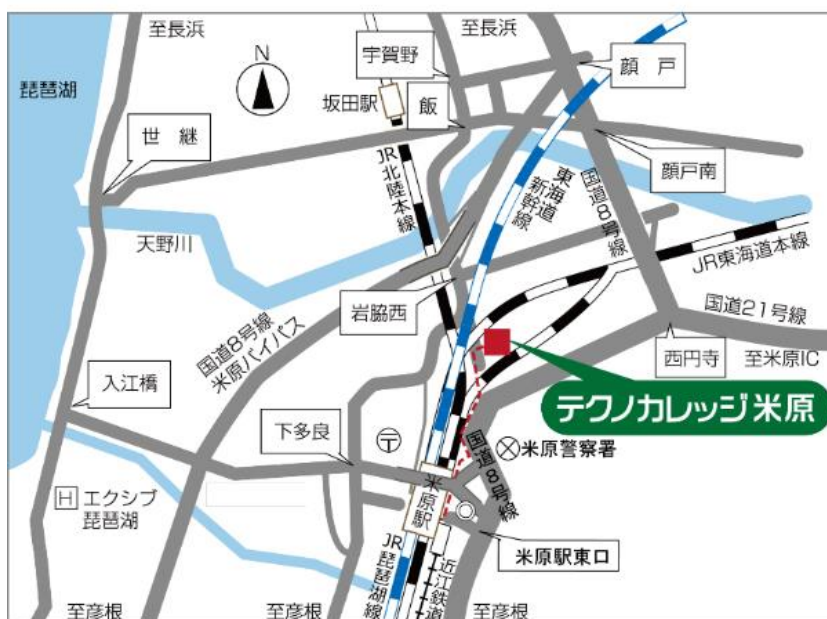 至長浜
至長浜
N
宇賀野
顔戸
琵琶湖
坂田駅
飯
世継
顔戸南
JR北陸本線
東海道新幹線
国道8号線
天野川
JR東海道本線
岩脇西
国道21号線
国道8号線
米原バイパス
西円寺
至米原IC
入江橋
テクノカレッジ米原
下多良
〒
国道8号線
米原警察署
米原駅
H エクシブ
琵琶湖
米原駅東口
JR琵琶湖線
近江鉄道
至彦根
至彦根
至彦根